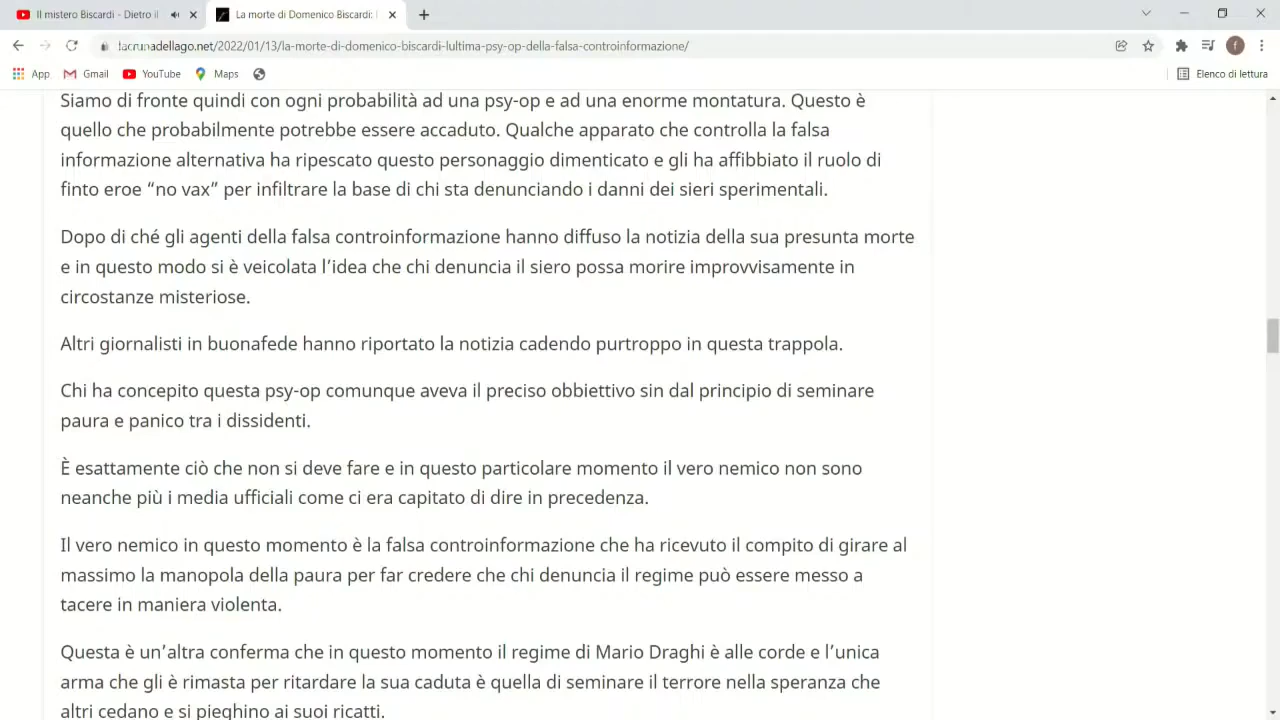 Il mistero Biscardi - Dietro il
La morte di Domenico Biscardi:
lacrunadellago.net/2022/01/13/la-morte-di-domenico-biscardi-lultima-psy-op-della-falsa-controinformazione/
f
App Gmail YouTube Maps Elenco di lettura
Siamo di fronte quindi con ogni probabilità ad una psy-op e ad una enorme montatura. Questo è
quello che probabilmente potrebbe essere accaduto. Qualche apparato che controlla la falsa
informazione alternativa ha ripescato questo personaggio dimenticato e gli ha affibbiato il ruolo di
finto eroe “no vax” per infiltrare la base di chi sta denunciando i danni dei sieri sperimentali.
Dopo di ché gli agenti della falsa controinformazione hanno diffuso la notizia della sua presunta morte
e in questo modo si è veicolata l’idea che chi denuncia il siero possa morire improvvisamente in
circostanze misteriose.
Altri giornalisti in buonafede hanno riportato la notizia cadendo purtroppo in questa trappola.
Chi ha concepito questa psy-op comunque aveva il preciso obbiettivo sin dal principio di seminare
paura e panico tra i dissidenti.
È esattamente ciò che non si deve fare e in questo particolare momento il vero nemico non sono
neanche più i media ufficiali come ci era capitato di dire in precedenza.
Il vero nemico in questo momento è la falsa controinformazione che ha ricevuto il compito di girare al
massimo la manopola della paura per far credere che chi denuncia il regime può essere messo a
tacere in maniera violenta.
Questa è un’altra conferma che in questo momento il regime di Mario Draghi è alle corde e l’unica
arma che gli è rimasta per ritardare la sua caduta è quella di seminare il terrore nella speranza che
altri cedano e si pieghino ai suoi ricatti.